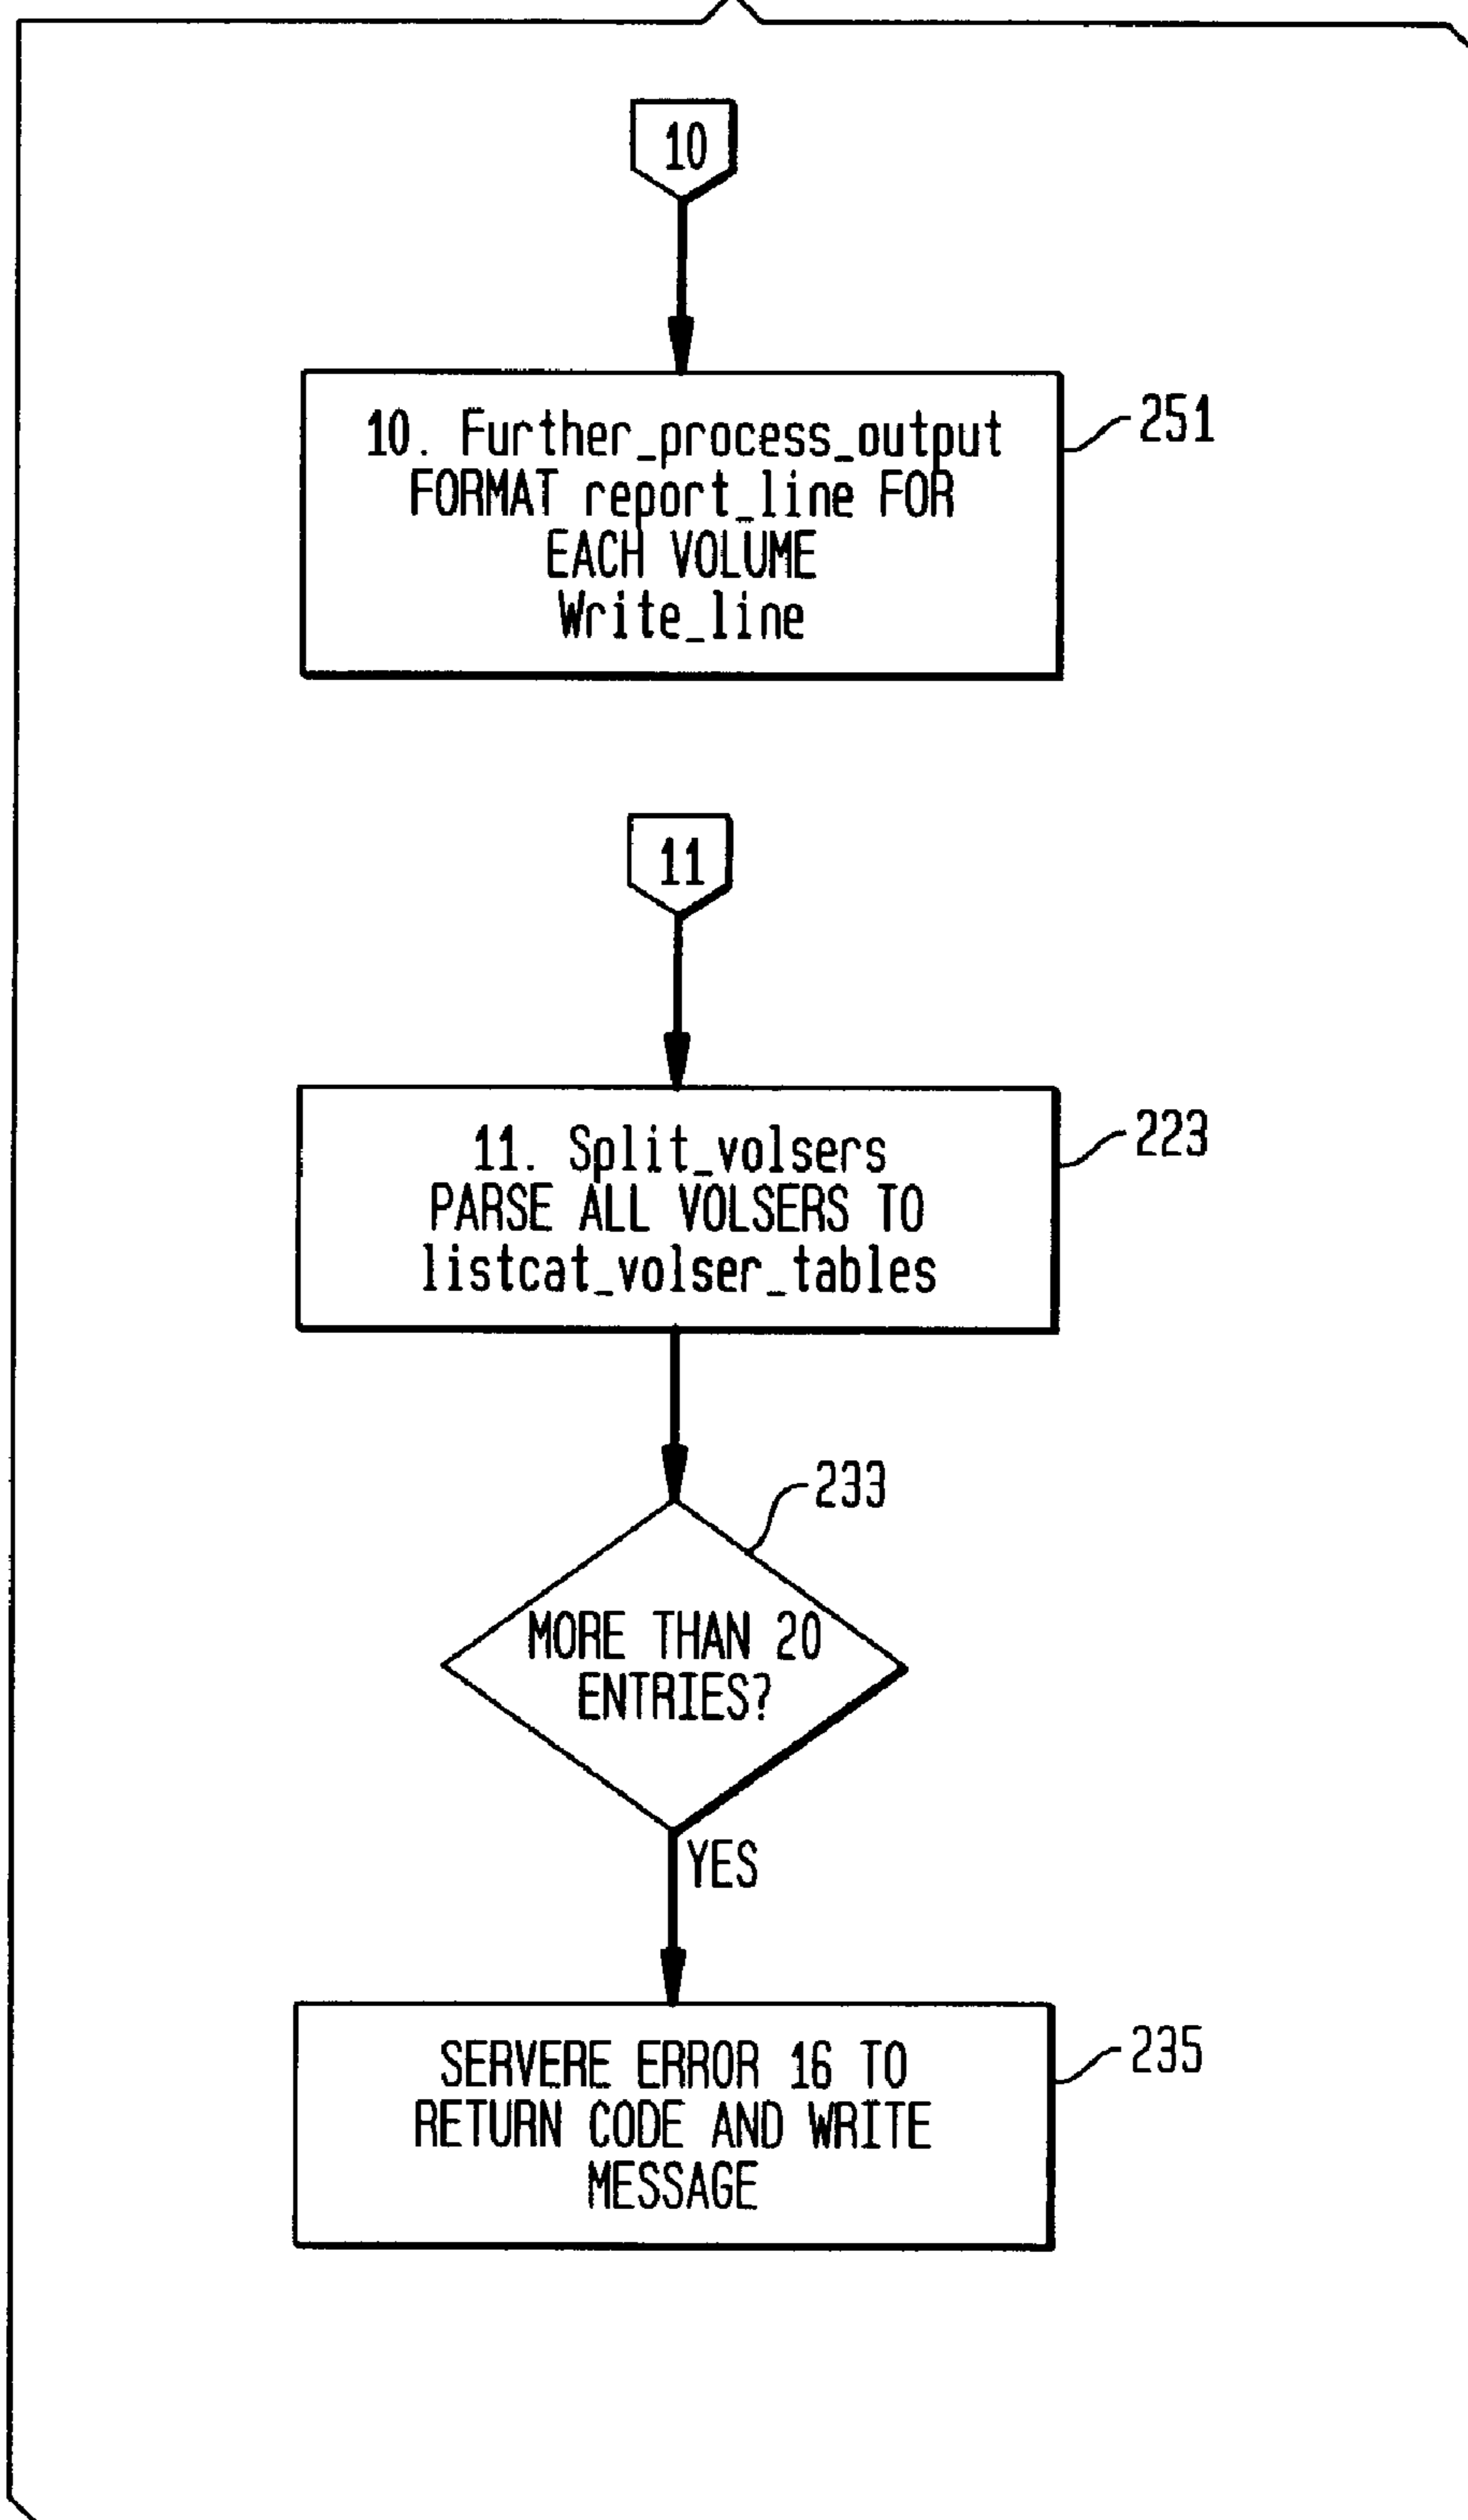 10
10. Further_process_output
FORMAT report_line FOR
EACH VOLUME
Write_line
251
11
11. Split_volsers
PARSE ALL VOLSERS TO
listcat_volser_tables
223
233
MORE THAN 20
ENTRIES?
YES
SERVERE ERROR 16 TO
RETURN CODE AND WRITE
MESSAGE
235